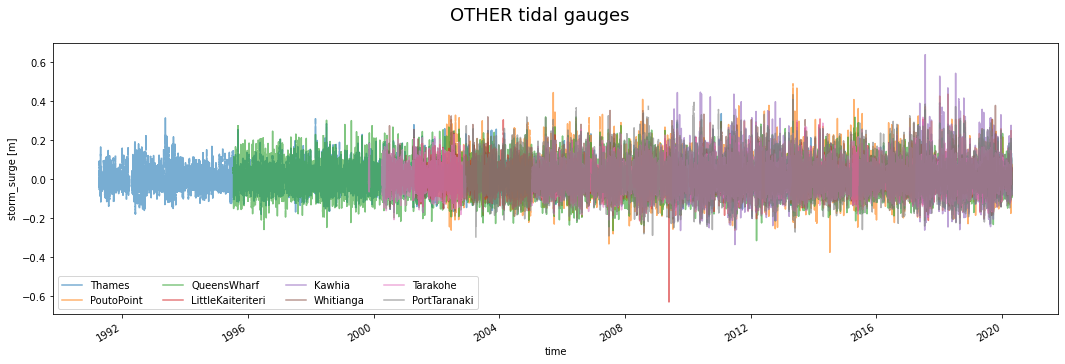 OTHER tidal gauges
storm_surge [m]
0.6
0.4
0.2
0.0
−0.2
−0.4
−0.6
Thames
PoutoPoint
QueensWharf
LittleKaiteriteri
Kawhia
Whitianga
Tarakohe
PortTaranaki
1992
1996
2000
2004
2008
2012
2016
2020
time